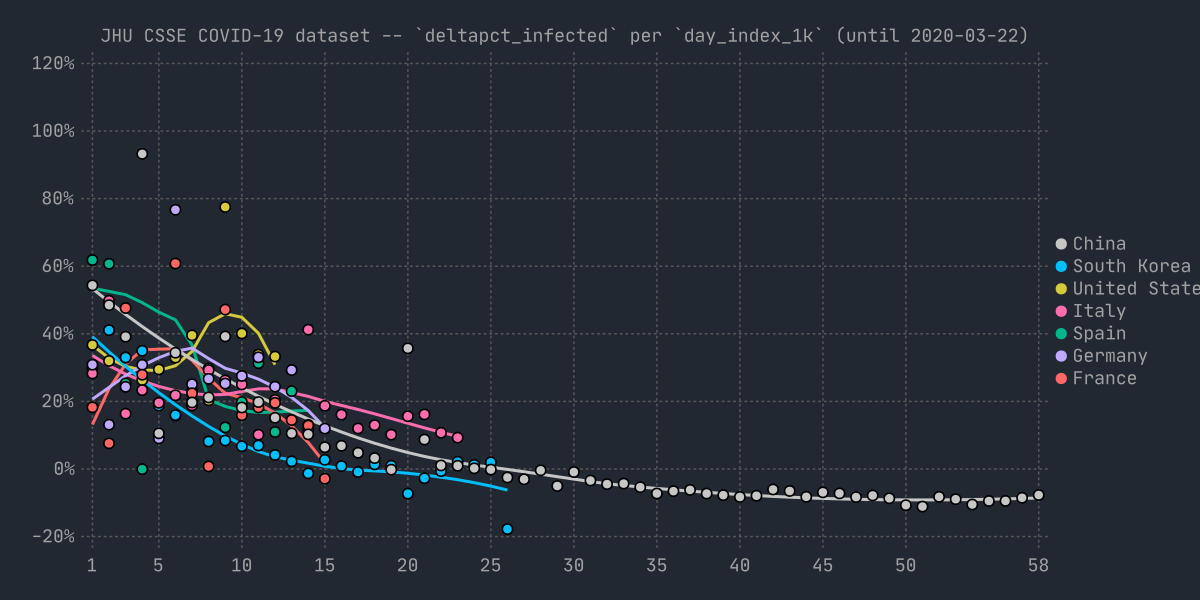 JHU CSSE COVID-19 dataset -- `deltapct_infected` per `day_index_1k` (until 2020-03-22)
120%
100%
80%
60%
40%
20%
0%
-20%
1 5 10 15 20 25 30 35 40 45 50 58
China
South Korea
United State
Italy
Spain
Germany
France